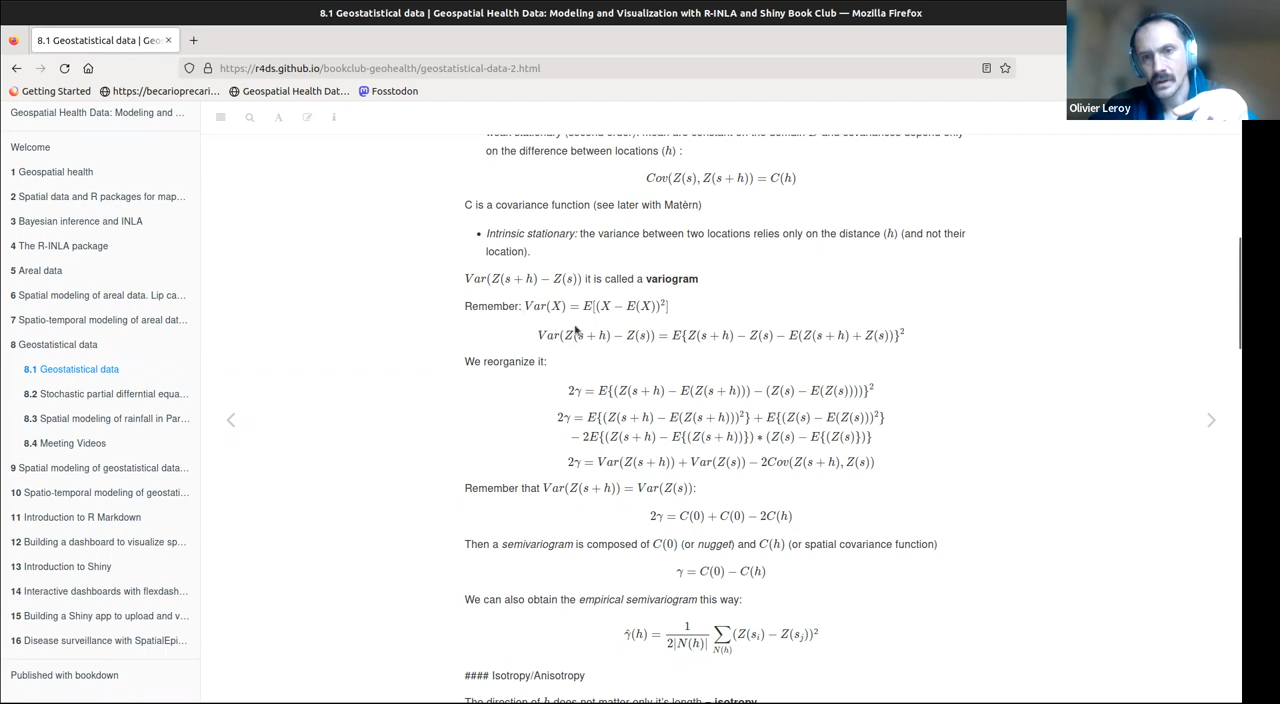 8.1 Geostatistical data | Geospatial Health Data: Modeling and Visualization with R-INLA and Shiny Book Club — Mozilla Firefox
8.1 Geostatistical data | Geo
https://r4ds.github.io/bookclub-geohealth/geostatistical-data-2.html
Getting Started https://becarioprecari... Geospatial Health Dat... Fosstodon
Olivier Leroy
Geospatial Health Data: Modeling and ...
Welcome
1 Geospatial health
2 Spatial data and R packages for map...
3 Bayesian inference and INLA
4 The R-INLA package
5 Areal data
6 Spatial modeling of areal data. Lip ca...
7 Spatio-temporal modeling of areal dat...
8 Geostatistical data
8.1 Geostatistical data
8.2 Stochastic partial differntial equa...
8.3 Spatial modeling of rainfall in Par...
8.4 Meeting Videos
9 Spatial modeling of geostatistical data...
10 Spatio-temporal modeling of geostati...
11 Introduction to R Markdown
12 Building a dashboard to visualize sp...
13 Introduction to Shiny
14 Interactive dashboards with flexdash...
15 Building a Shiny app to upload and v...
16 Disease surveillance with SpatialEpi...
Published with bookdown
on the difference between locations (h) :
Cov(Z(s), Z(s + h)) = C(h)
C is a covariance function (see later with Matèrn)
• Intrinsic stationary: the variance between two locations relies only on the distance (h) (and not their
location).
Var(Z(s + h) − Z(s)) it is called a variogram
Remember: Var(X) = E[(X − E(X))²]
Var(Z(s + h) − Z(s)) = E{Z(s + h) − Z(s) − E(Z(s + h) + Z(s))}²
We reorganize it:
2γ = E{(Z(s + h) − E(Z(s + h))) − (Z(s) − E(Z(s))))}²
2γ = E{(Z(s + h) − E(Z(s + h)))²} + E{(Z(s) − E(Z(s)))²}
− 2E{(Z(s + h) − E{(Z(s + h))}) ∗ (Z(s) − E{(Z(s)})}
2γ = Var(Z(s + h)) + Var(Z(s)) − 2Cov(Z(s + h), Z(s))
Remember that Var(Z(s + h)) = Var(Z(s)):
2γ = C(0) + C(0) − 2C(h)
Then a semivariogram is composed of C(0) (or nugget) and C(h) (or spatial covariance function)
γ = C(0) − C(h)
We can also obtain the empirical semivariogram this way:
γ̂(h) = 1/2|N(h)| ∑N(h) (Z(sᵢ) − Z(sⱼ))²
#### Isotropy/Anisotropy
The direction of h does not matter only it's length = isotropy